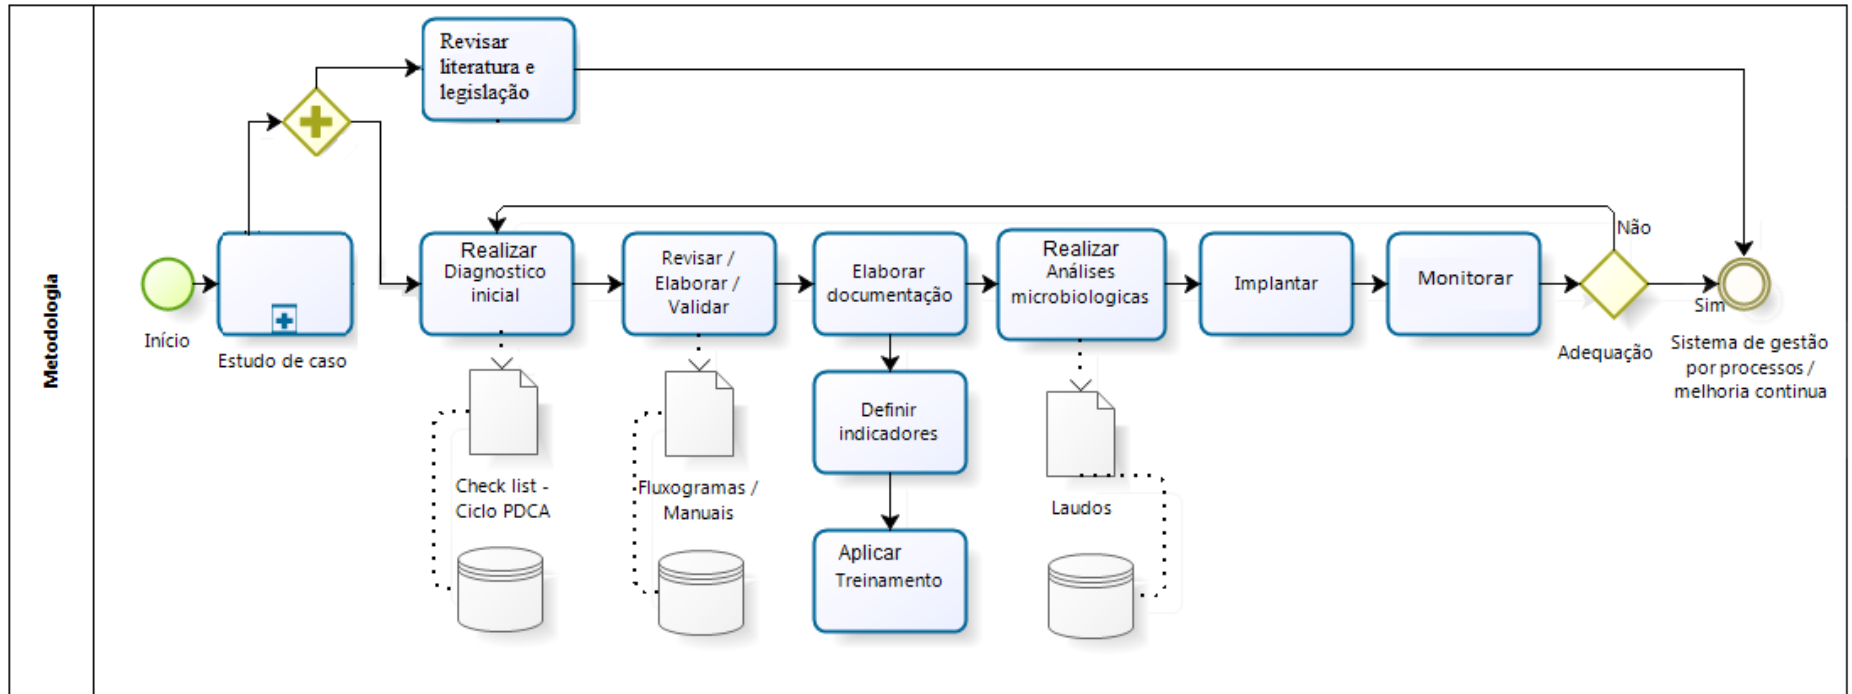 Metodologia
Revisar
literatura e
legislação
Início
Estudo de caso
Realizar
Diagnostico
inicial
Revisar /
Elaborar /
Validar
Elaborar
documentação
Realizar
Análises
microbiologicas
Implantar
Monitorar
Não
Sim
Adequação
Sistema de gestão
por processos /
melhoria continua
Check list -
Ciclo PDCA
Fluxogramas /
Manuais
Definir
indicadores
Aplicar
Treinamento
Laudos